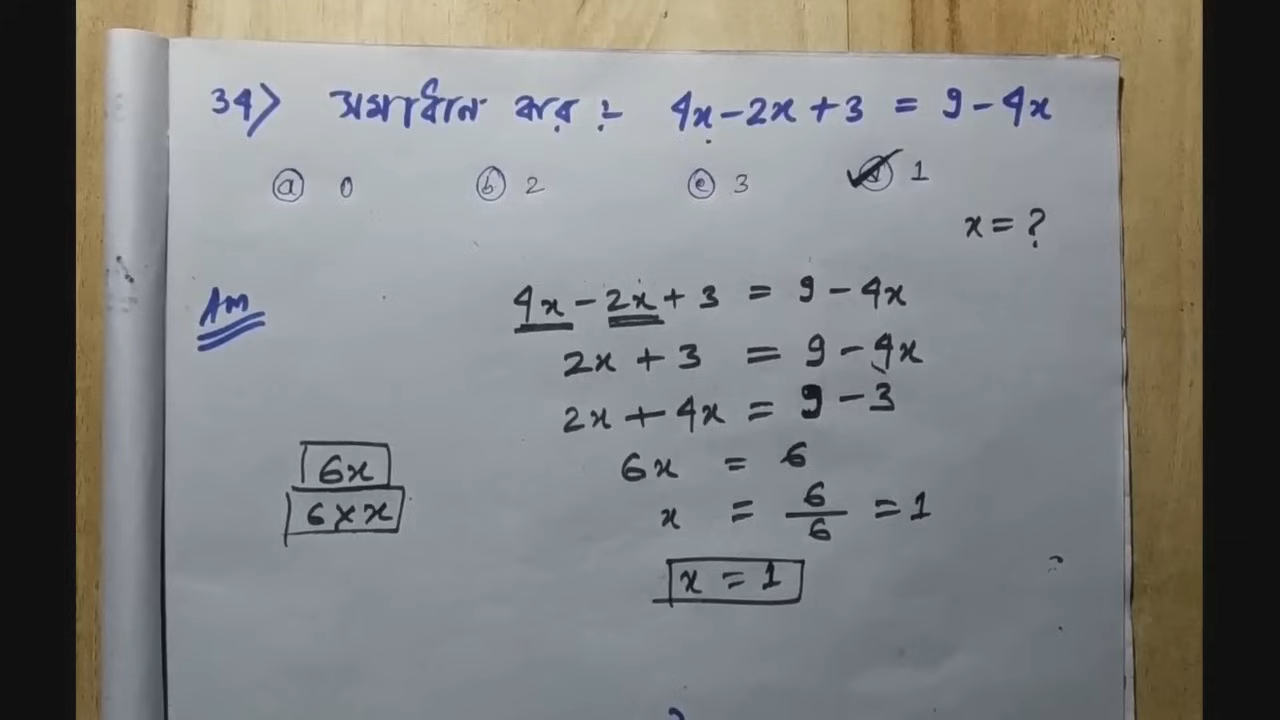 34) সমাধান করো :- 4x - 2x + 3 = 9 - 4x
ⓐ 0 ⓑ 2 ⓒ 3 ⓓ 1
x = ?
Ans
4x - 2x + 3 = 9 - 4x
2x + 3 = 9 - 4x
2x + 4x = 9 - 3
6x = 6
x = 6/6 = 1
x = 1
6x
6 × x